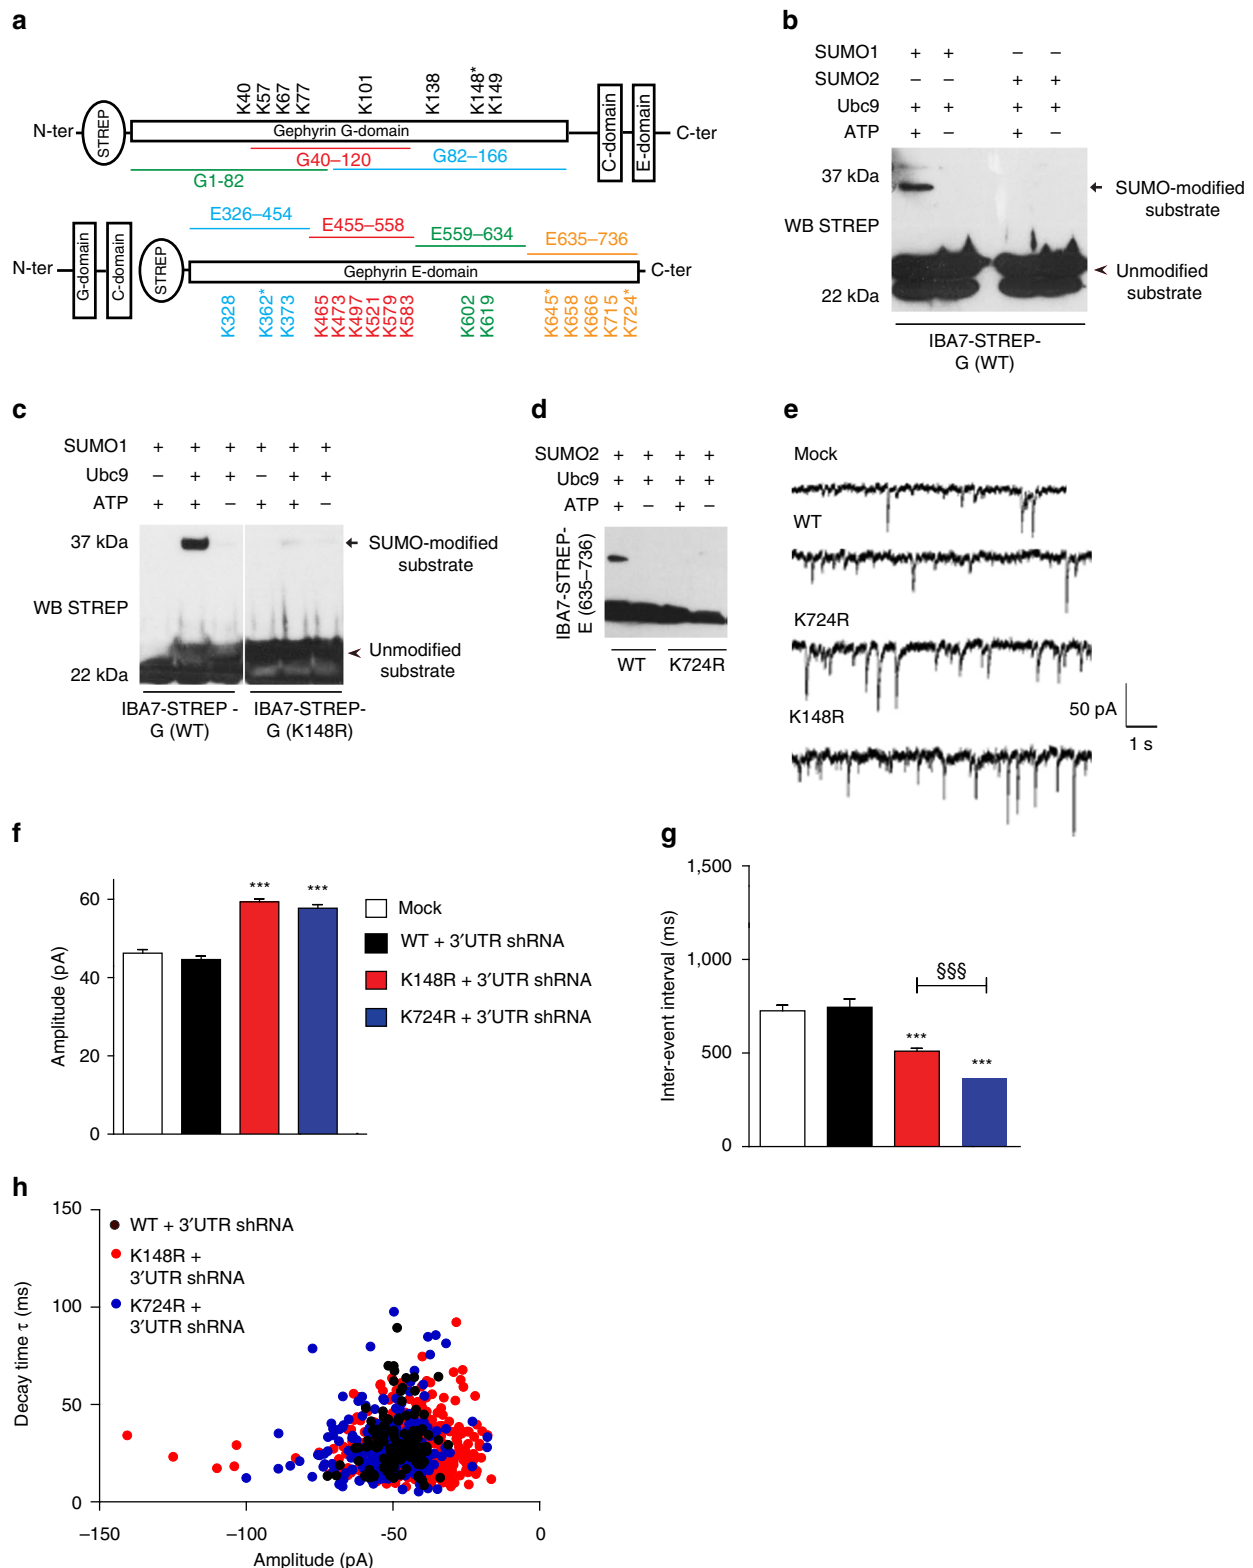 a
K40
K57
K67
K77
K101
K138
K148*
K149
N-ter
STREP
Gephyrin G-domain
C-domain
E-domain
C-ter
G40–120
G82–166
G1-82
E326–454
E455–558
E559–634
E635–736
N-ter
G-domain
C-domain
STREP
Gephyrin E-domain
C-ter
K328
K362*
K373
K465
K473
K497
K521
K579
K583
K602
K619
K645*
K658
K666
K715
K724*
b
SUMO1 + + – –
SUMO2 – – + +
Ubc9 + + + +
ATP + – + –
37 kDa
SUMO-modified
substrate
WB STREP
Unmodified
substrate
22 kDa
IBA7-STREP-
G (WT)
c
SUMO1 + + + + + +
Ubc9 – + + – + +
ATP + + – + + –
37 kDa
SUMO-modified
substrate
WB STREP
Unmodified
substrate
22 kDa
IBA7-STREP -
G (WT)
IBA7-STREP-
G (K148R)
d
SUMO2 + + + +
Ubc9 + + + +
ATP + – + –
IBA7-STREP-
E (635–736)
WT
K724R
e
Mock
WT
K724R
K148R
50 pA
1 s
f
Amplitude (pA)
60
40
20
0
***
***
Mock
WT + 3′UTR shRNA
K148R + 3′UTR shRNA
K724R + 3′UTR shRNA
g
Inter-event interval (ms)
1,500
1,000
500
0
§§§
***
***
h
Decay time τ (ms)
150
100
50
0
WT + 3′UTR shRNA
K148R +
3′UTR shRNA
K724R +
3′UTR shRNA
–150
–100
-50
0
Amplitude (pA)